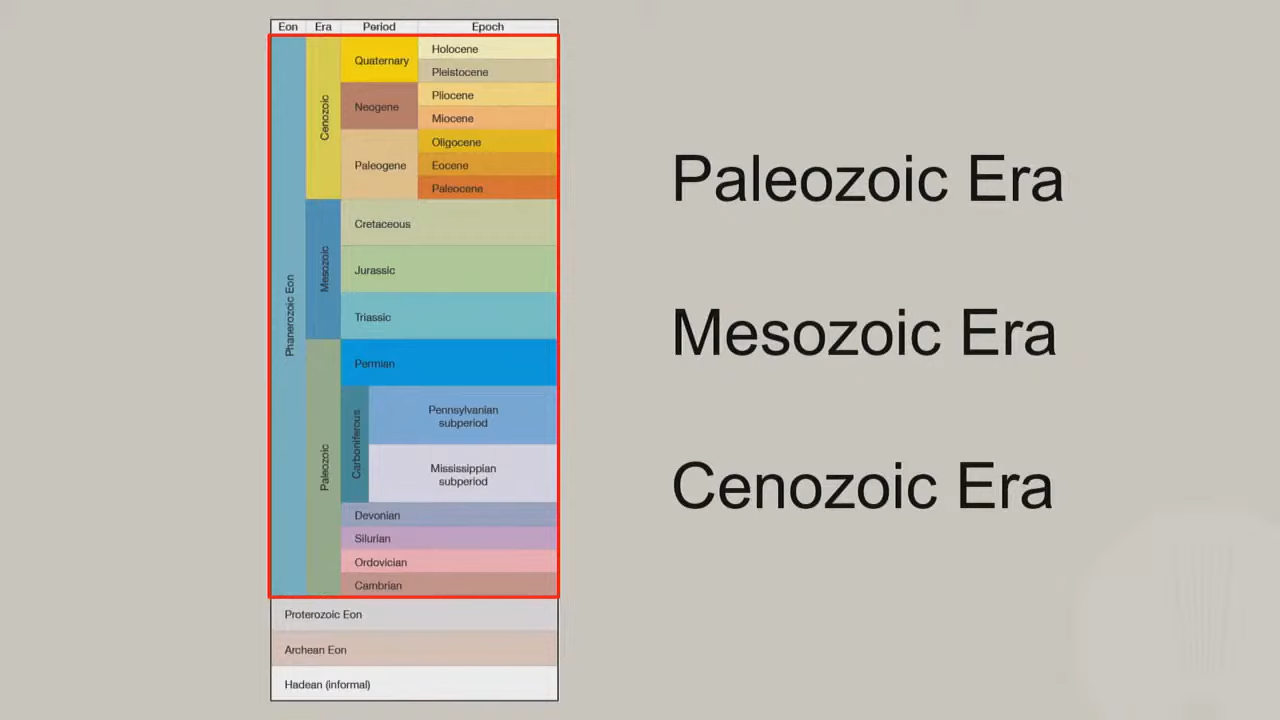 Eon Era Period Epoch
Phanerozoic Eon
Cenozoic
Quaternary
Holocene
Pleistocene
Neogene
Pliocene
Miocene
Paleogene
Oligocene
Eocene
Paleocene
Mesozoic
Cretaceous
Jurassic
Triassic
Paleozoic
Permian
Carboniferous
Pennsylvanian
subperiod
Mississippian
subperiod
Devonian
Silurian
Ordovician
Cambrian
Proterozoic Eon
Archean Eon
Hadean (informal)
Paleozoic Era
Mesozoic Era
Cenozoic Era